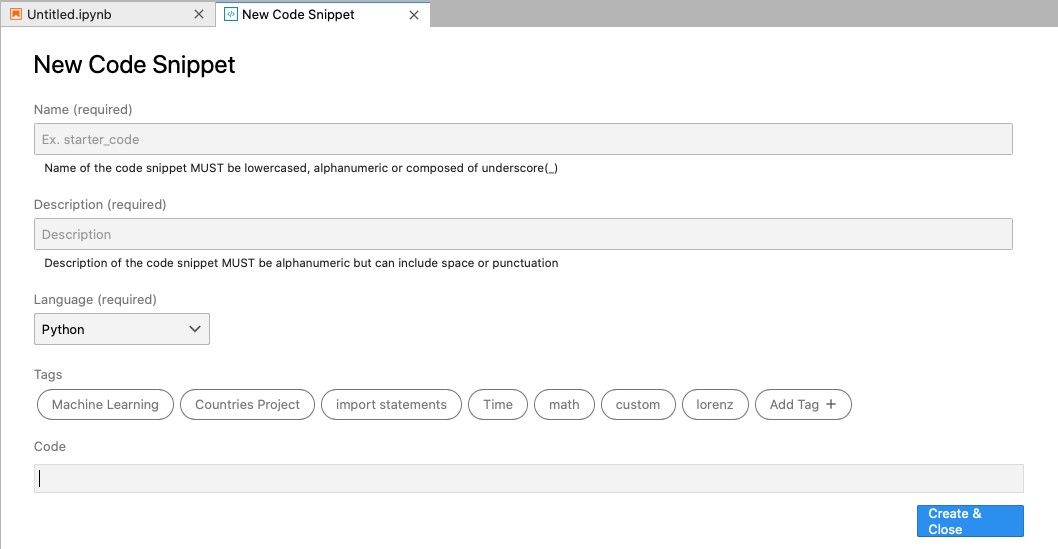 Untitled.ipynb
New Code Snippet
New Code Snippet
Name (required)
Ex. starter_code
Name of the code snippet MUST be lowercased, alphanumeric or composed of underscore(_)
Description (required)
Description
Description of the code snippet MUST be alphanumeric but can include space or punctuation
Language (required)
Python
Tags
Machine Learning
Countries Project
import statements
Time
math
custom
lorenz
Add Tag +
Code
Create &
Close